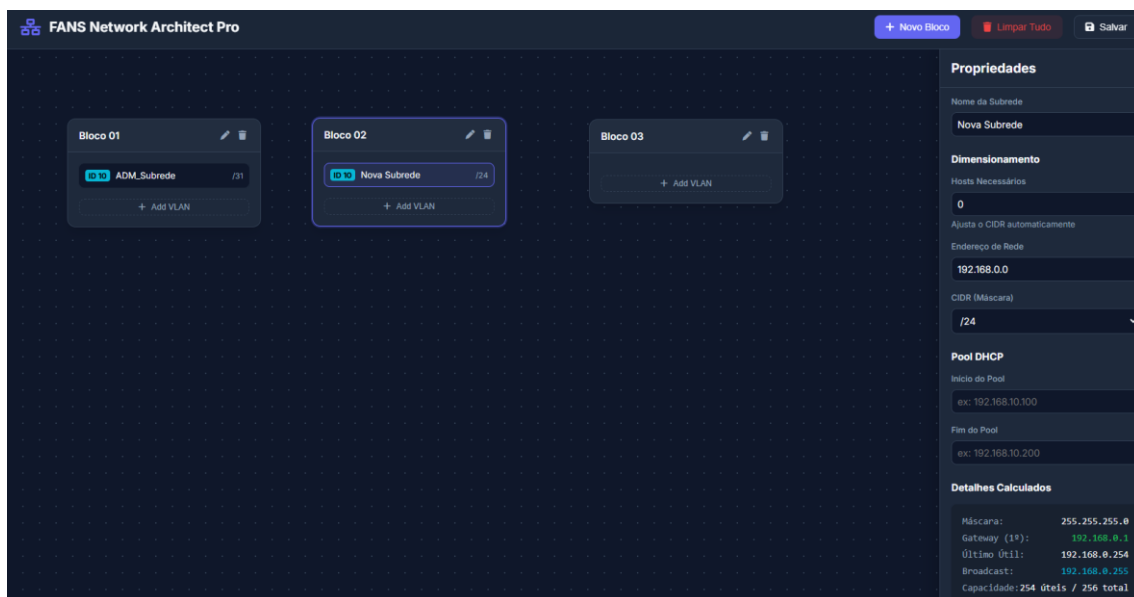 FANS Network Architect Pro
+ Novo Bloco
Limpar Tudo
Salvar
Bloco 01
ID 10 ADM_Subrede /31
+ Add VLAN
Bloco 02
ID 10 Nova Subrede /24
+ Add VLAN
Bloco 03
+ Add VLAN
Propriedades
Nome da Subrede
Nova Subrede
Dimensionamento
Hosts Necessários
0
Ajusta o CIDR automaticamente
Endereço de Rede
192.168.0.0
CIDR (Máscara)
/24
Pool DHCP
Início do Pool
ex: 192.168.10.100
Fim do Pool
ex: 192.168.10.200
Detalhes Calculados
Máscara: 255.255.255.0
Gateway (1º): 192.168.0.1
Último Útil: 192.168.0.254
Broadcast: 192.168.0.255
Capacidade: 254 úteis / 256 total